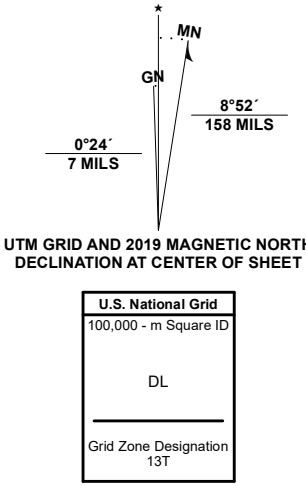 ★
MN
GN
8°52´
158 MILS
0°24´
7 MILS
UTM GRID AND 2019 MAGNETIC NORTH
DECLINATION AT CENTER OF SHEET
U.S. National Grid
100,000 - m Square ID
DL
Grid Zone Designation
13T